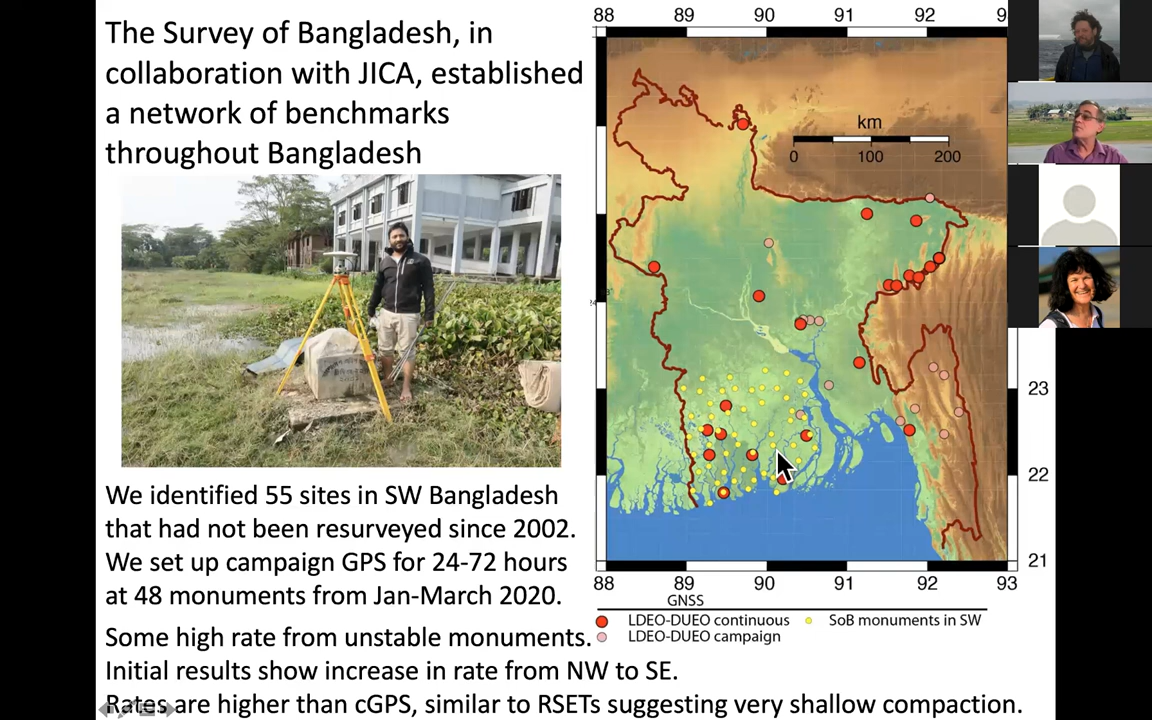 The Survey of Bangladesh, in
collaboration with JICA, established
a network of benchmarks
throughout Bangladesh
We identified 55 sites in SW Bangladesh
that had not been resurveyed since 2002.
We set up campaign GPS for 24-72 hours
at 48 monuments from Jan-March 2020.
Some high rate from unstable monuments.
Initial results show increase in rate from NW to SE.
Rates are higher than cGPS, similar to RSETs suggesting very shallow compaction.
88 89 90 91 92 9
km
0 100 200
23
22
21
88 89 90 91 92 93
GNSS
LDEO-DUEO continuous SoB monuments in SW
LDEO-DUEO campaign